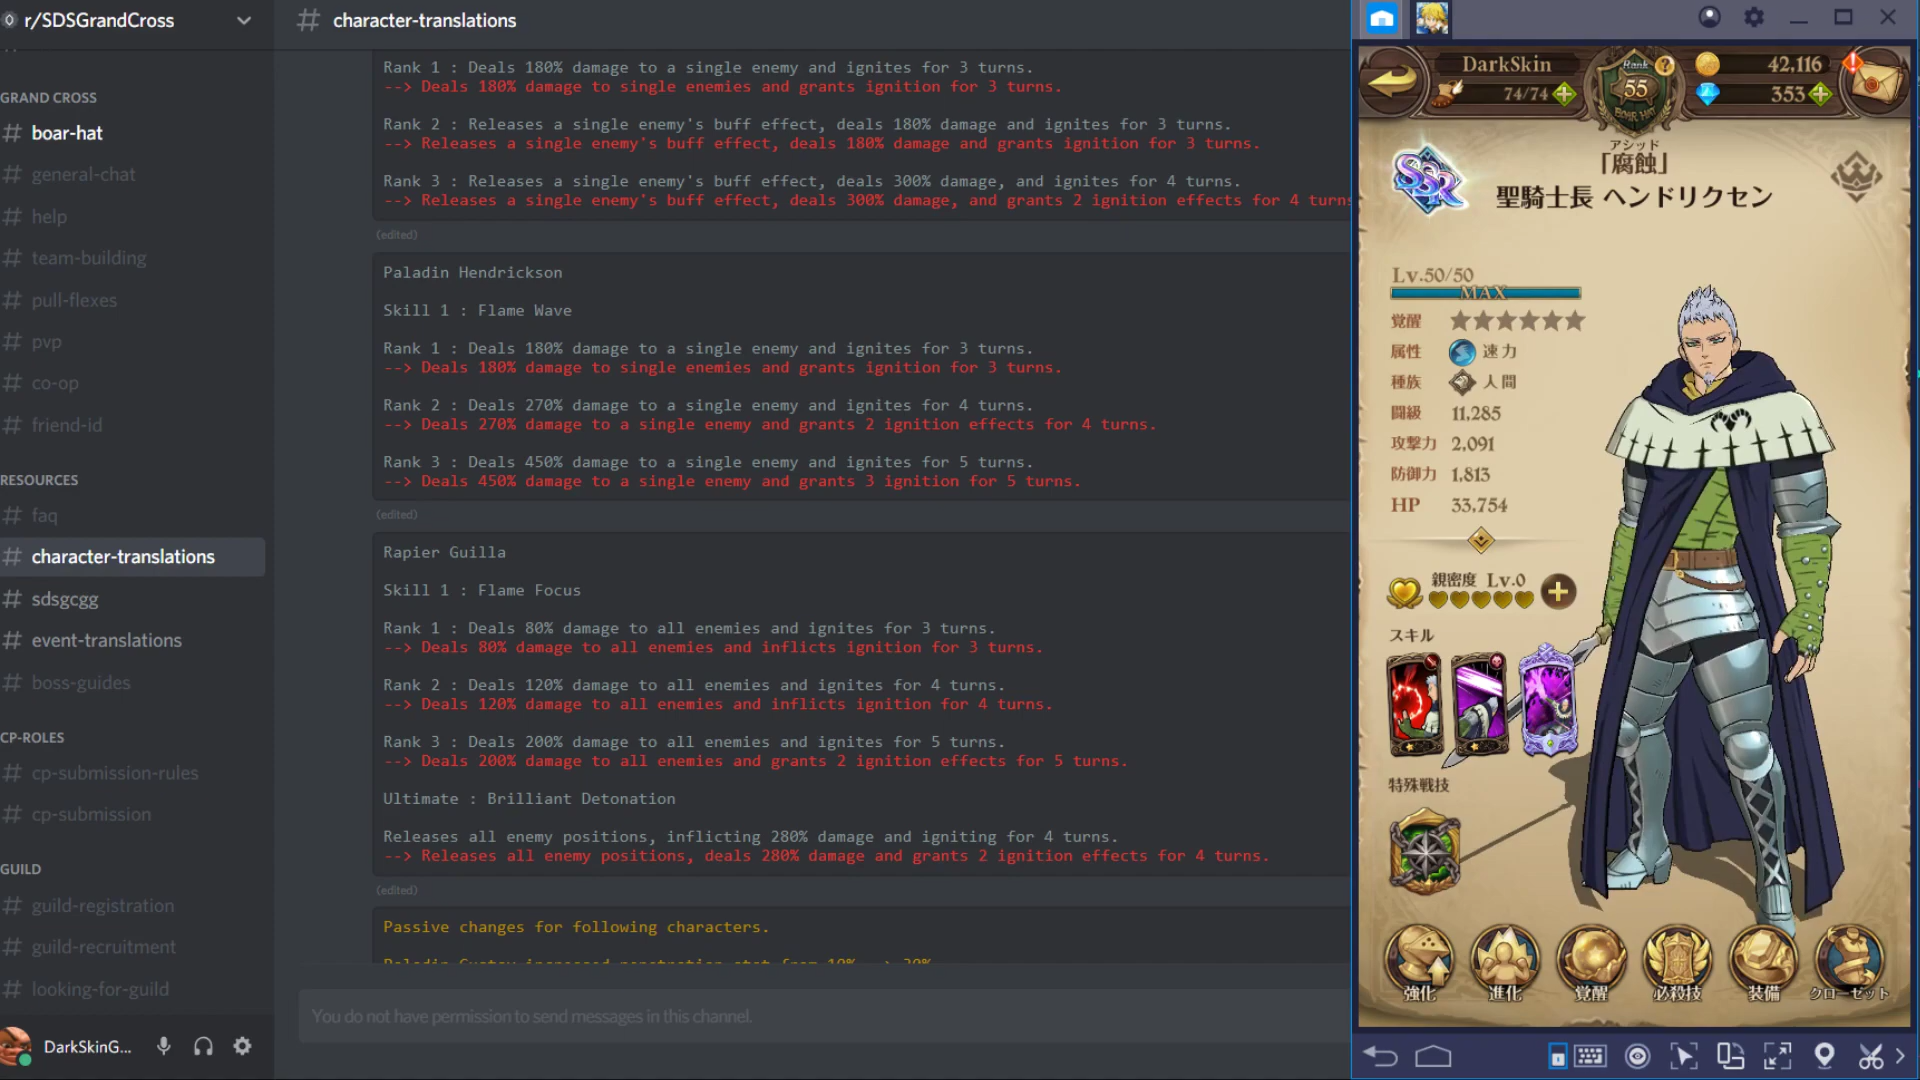 r/SDSGrandCross
GRAND CROSS
# boar-hat
# general-chat
# help
# team-building
# pull-flexes
# pvp
# co-op
# friend-id
RESOURCES
# faq
# character-translations
# sdsgcgg
# event-translations
# boss-guides
CP-ROLES
# cp-submission-rules
# cp-submission
GUILD
# guild-registration
# guild-recruitment
# looking-for-guild
DarkSkinG...
# character-translations
Rank 1 : Deals 180% damage to a single enemy and ignites for 3 turns.
--> Deals 180% damage to single enemies and grants ignition for 3 turns.
Rank 2 : Releases a single enemy's buff effect, deals 180% damage and ignites for 3 turns.
--> Releases a single enemy's buff effect, deals 180% damage and grants ignition for 3 turns.
Rank 3 : Releases a single enemy's buff effect, deals 300% damage, and ignites for 4 turns.
--> Releases a single enemy's buff effect, deals 300% damage, and grants 2 ignition effects for 4 turns
(edited)
Paladin Hendrickson
Skill 1 : Flame Wave
Rank 1 : Deals 180% damage to a single enemy and ignites for 3 turns.
--> Deals 180% damage to single enemies and grants ignition for 3 turns.
Rank 2 : Deals 270% damage to a single enemy and ignites for 4 turns.
--> Deals 270% damage to a single enemy and grants 2 ignition effects for 4 turns.
Rank 3 : Deals 450% damage to a single enemy and ignites for 5 turns.
--> Deals 450% damage to a single enemy and grants 3 ignition for 5 turns.
(edited)
Rapier Guilla
Skill 1 : Flame Focus
Rank 1 : Deals 80% damage to all enemies and ignites for 3 turns.
--> Deals 80% damage to all enemies and inflicts ignition for 3 turns.
Rank 2 : Deals 120% damage to all enemies and ignites for 4 turns.
--> Deals 120% damage to all enemies and inflicts ignition for 4 turns.
Rank 3 : Deals 200% damage to all enemies and ignites for 5 turns.
--> Deals 200% damage to all enemies and grants 2 ignition effects for 5 turns.
Ultimate : Brilliant Detonation
Releases all enemy positions, inflicting 280% damage and igniting for 4 turns.
--> Releases all enemy positions, deals 280% damage and grants 2 ignition effects for 4 turns.
(edited)
Passive changes for following characters.
You do not have permission to send messages in this channel.
DarkSkin
74/74
Rank
55
BOAR HAT
42,116
353
SSR
アシッド
「腐蝕」
聖騎士長 ヘンドリクセン
Lv.50/50
MAX
覚醒
属性 速力
種族 人間
闘級 11,285
攻撃力 2,091
防御力 1,813
HP 33,754
親密度 Lv.0
スキル
特殊戦技
強化
進化
覚醒
必殺技
装備
クローゼット